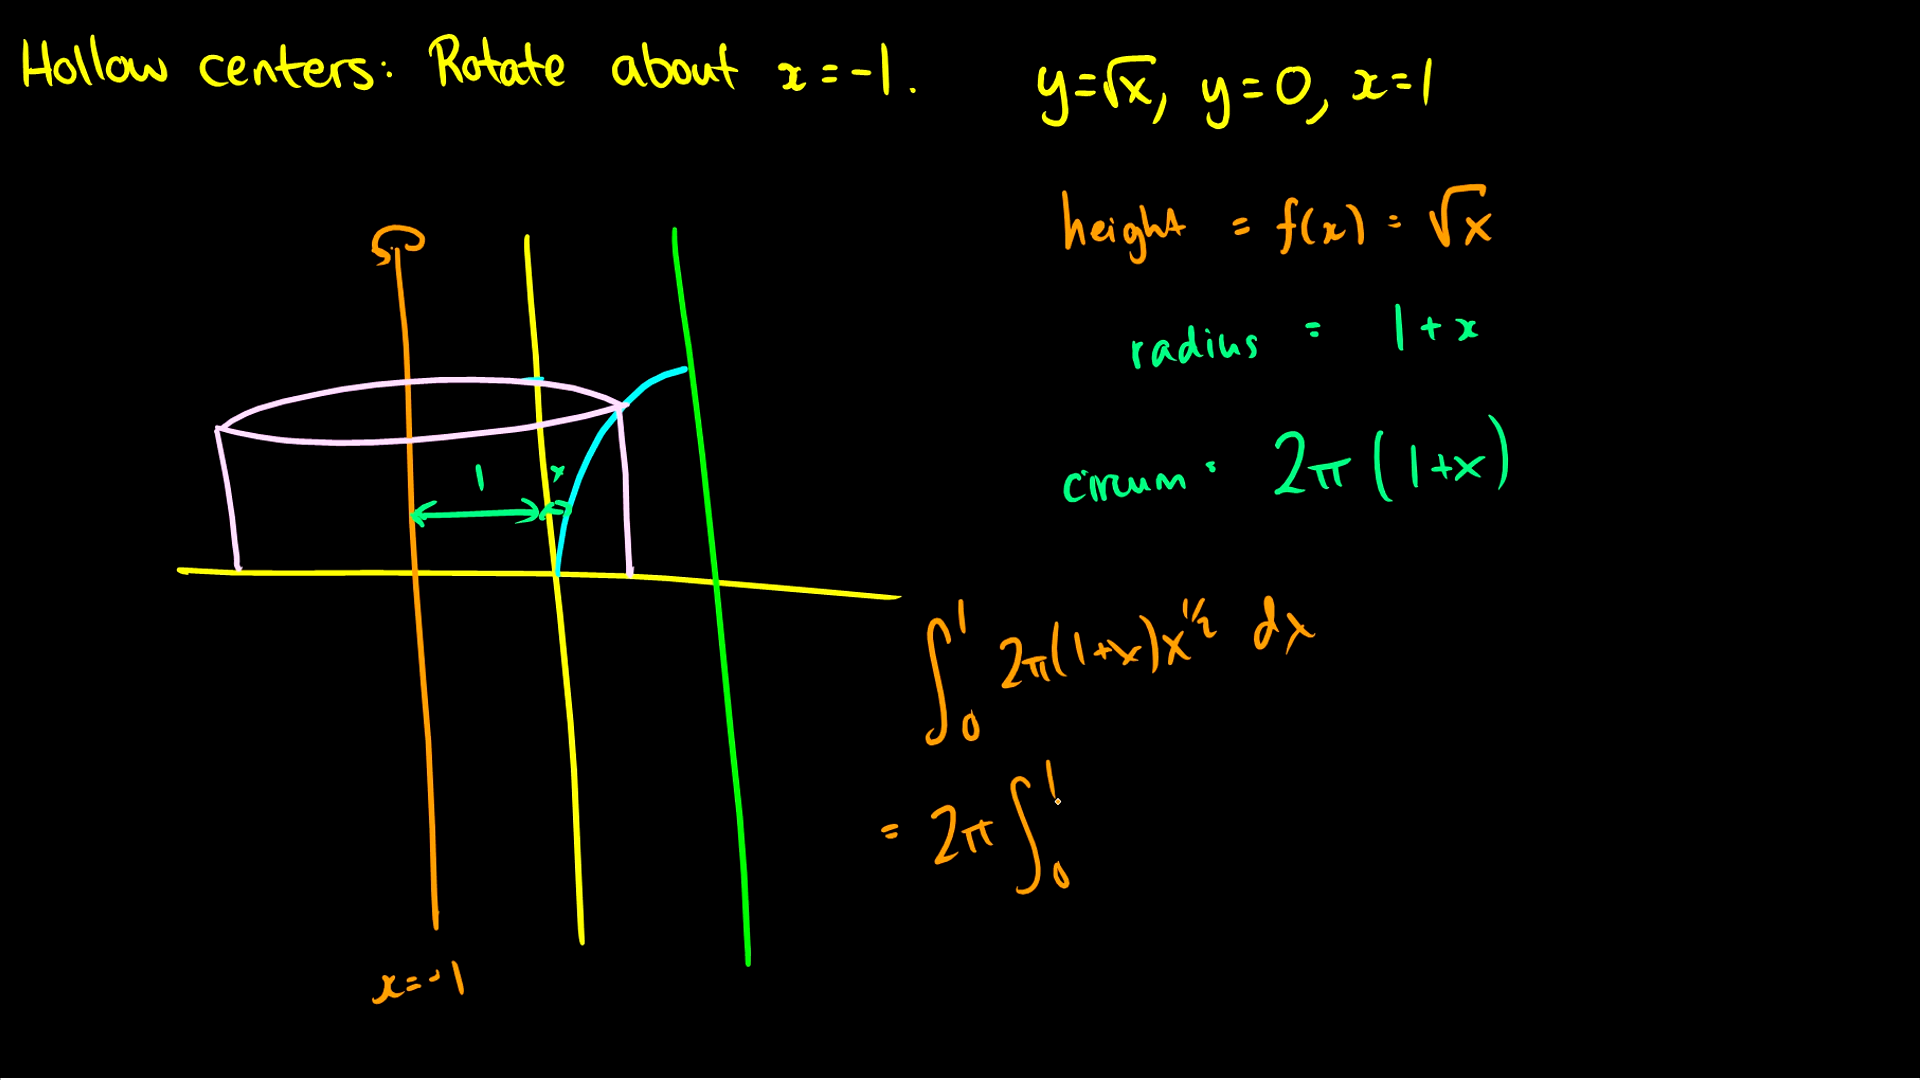 Hollow centers: Rotate about x=-1.
y=√x, y=0, x=1
height = f(x) = √x
radius = 1+x
1 x
circum = 2π(1+x)
∫₀¹ 2π(1+x)x^{1/2} dx
= 2π∫₀¹
x=-1